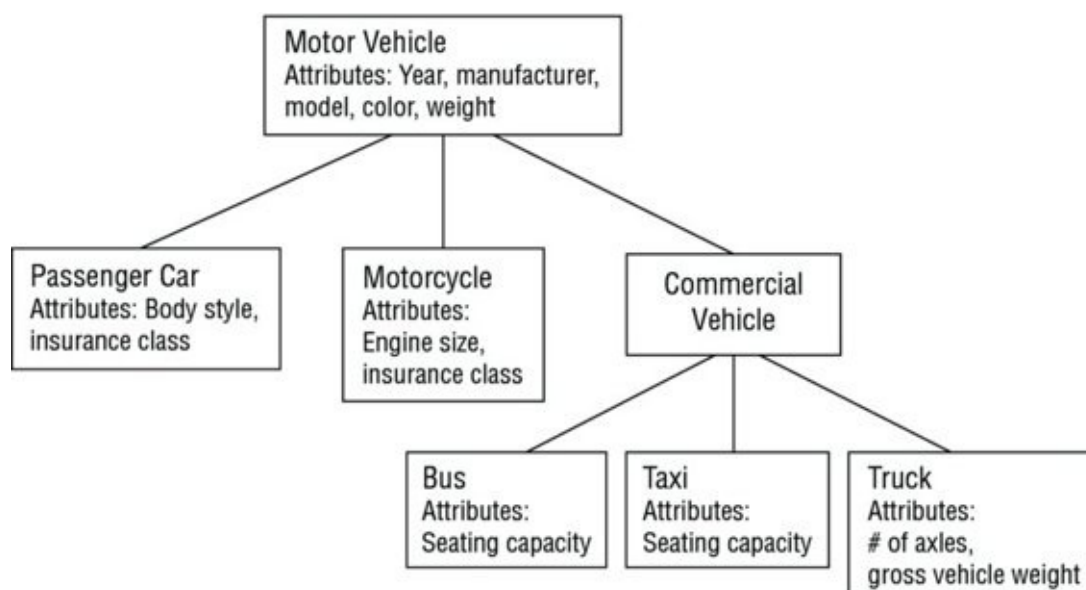 Motor Vehicle
Attributes: Year, manufacturer,
model, color, weight
Passenger Car
Attributes: Body style,
insurance class
Motorcycle
Attributes:
Engine size,
insurance class
Commercial
Vehicle
Bus
Attributes:
Seating capacity
Taxi
Attributes:
Seating capacity
Truck
Attributes:
# of axles,
gross vehicle weight